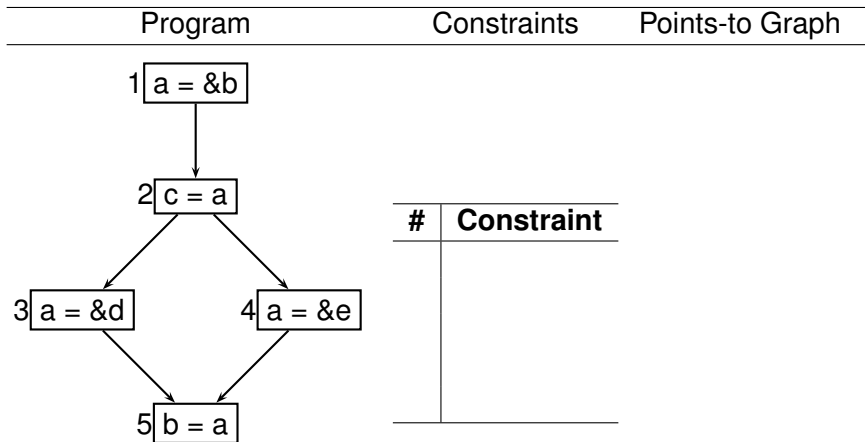 Program Constraints Points-to Graph
1 a = &b
2 c = a
# Constraint
3 a = &d 4 a = &e
5 b = a